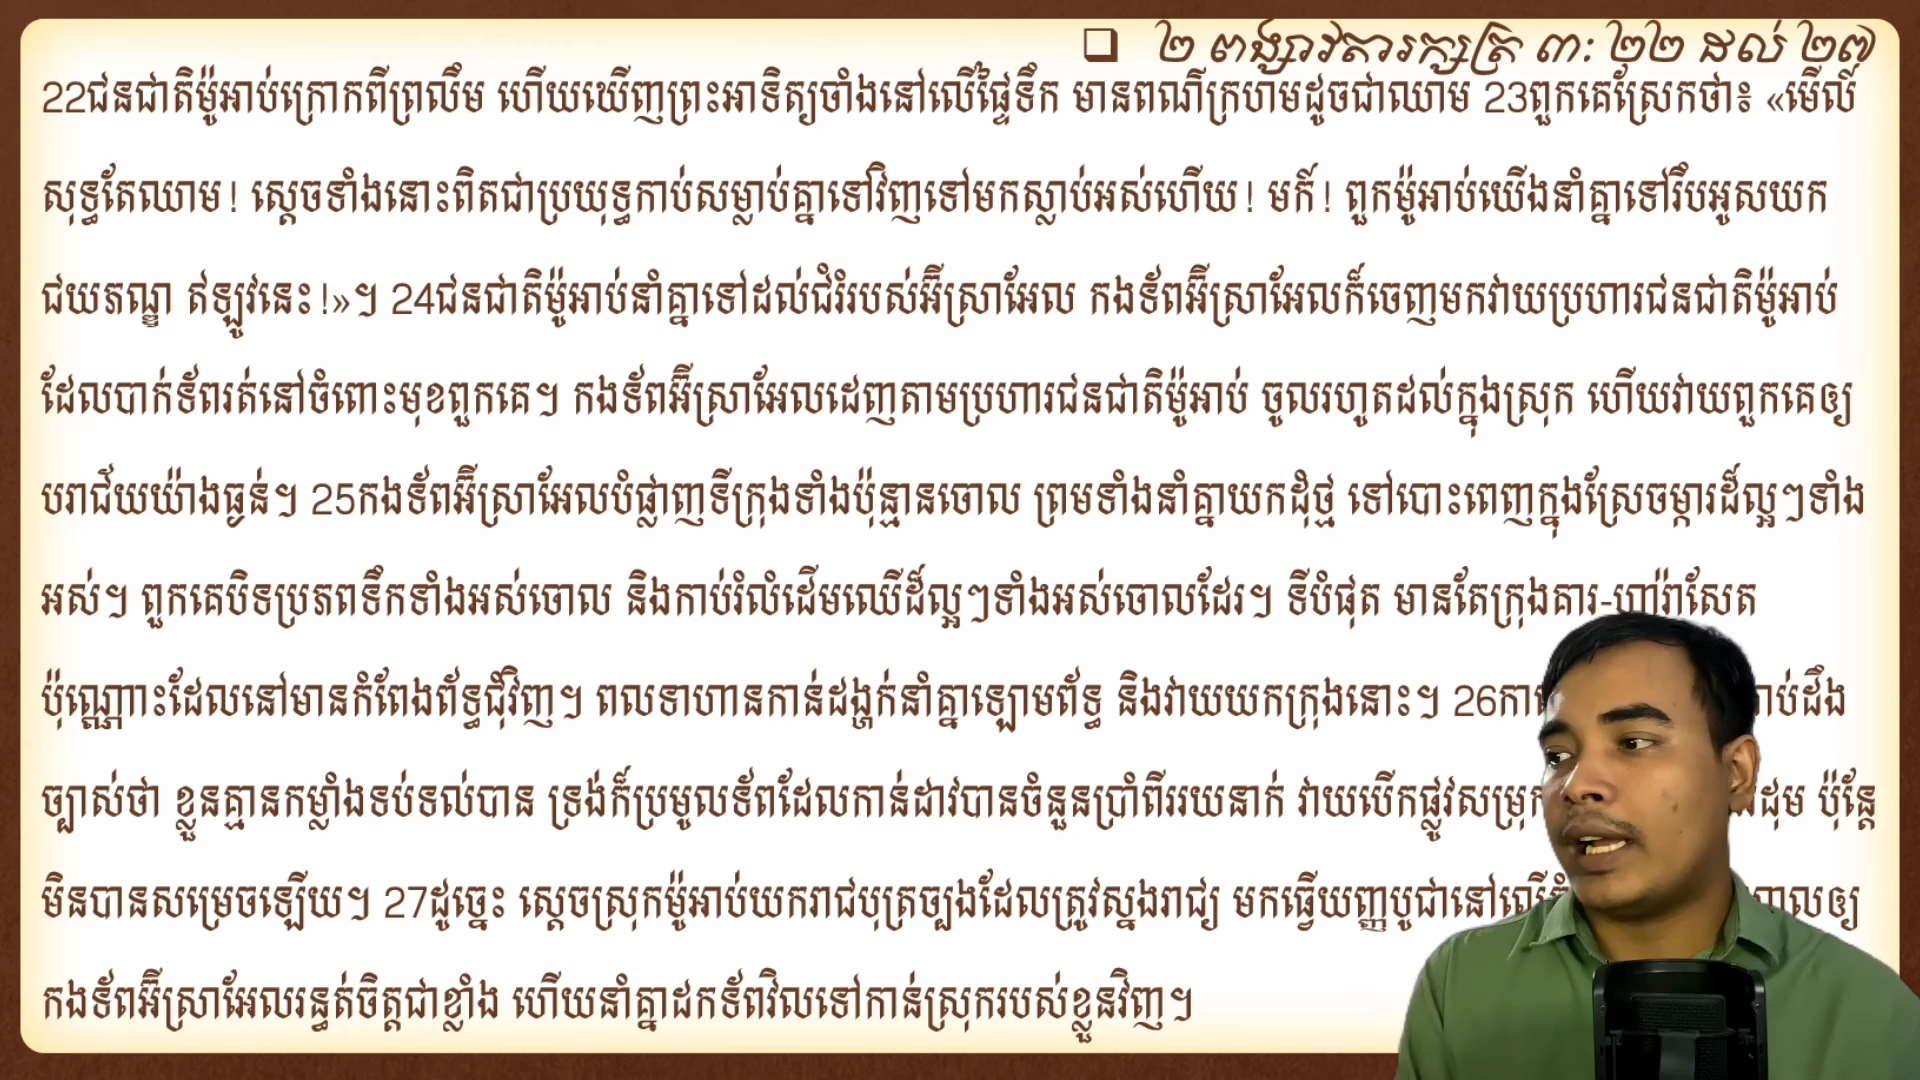 ❑ ២ ពង្សាវតារក្សត្រ ៣: ២២ ដល់ ២៧
22ជនជាតិម៉ូអាប់ក្រោកពីព្រលឹម ហើយឃើញព្រះអាទិត្យចាំងនៅលើផ្ទៃទឹក មានពណ៌ក្រហមដូចជាឈាម 23ពួកគេស្រែកថា៖ «មើល៍
សុទ្ធតែឈាម! ស្ដេចទាំងនោះពិតជាប្រយុទ្ធកាប់សម្លាប់គ្នាទៅវិញទៅមកស្លាប់អស់ហើយ! មក៍! ពួកម៉ូអាប់យើងនាំគ្នាទៅរឹបអូសយក
ជយភណ្ឌ ឥឡូវនេះ!»។ 24ជនជាតិម៉ូអាប់នាំគ្នាទៅដល់ជំរំរបស់អ៊ីស្រាអែល កងទ័ពអ៊ីស្រាអែលក៏ចេញមកវាយប្រហារជនជាតិម៉ូអាប់
ដែលបាក់ទ័ពរត់នៅចំពោះមុខពួកគេ។ កងទ័ពអ៊ីស្រាអែលដេញតាមប្រហារជនជាតិម៉ូអាប់ ចូលរហូតដល់ក្នុងស្រុក ហើយវាយពួកគេឲ្យ
បរាជ័យយ៉ាងធ្ងន់។ 25កងទ័ពអ៊ីស្រាអែលបំផ្លាញទីក្រុងទាំងប៉ុន្មានចោល ព្រមទាំងនាំគ្នាយកដុំថ្ម ទៅបោះពេញក្នុងស្រែចម្ការដ៏ល្អៗទាំង
អស់។ ពួកគេបិទប្រភពទឹកទាំងអស់ចោល និងកាប់រំលំដើមឈើដ៏ល្អៗទាំងអស់ចោលដែរ។ ទីបំផុត មានតែក្រុងគារ-ហារ៉ាសែត
ប៉ុណ្ណោះដែលនៅមានកំពែងព័ទ្ធជុំវិញ។ ពលទាហានកាន់ដង្ហក់នាំគ្នាឡោមព័ទ្ធ និងវាយយកក្រុងនោះ។ ដឹង
ច្បាស់ថា ខ្លួនគ្មានកម្លាំងទប់ទល់បាន ទ្រង់ក៏ប្រមូលទ័ពដែលកាន់ដាវបានចំនួនប្រាំពីររយនាក់ វាយបើកផ្លូវសម្រុក ប៉ុន្តែ
មិនបានសម្រេចឡើយ។ 27ដូច្នេះ ស្ដេចស្រុកម៉ូអាប់យករាជបុត្រច្បងដែលត្រូវស្នងរាជ្យ មកធ្វើយញ្ញបូជានៅលើ
កងទ័ពអ៊ីស្រាអែលរន្ធត់ចិត្តជាខ្លាំង ហើយនាំគ្នាដកទ័ពវិលទៅកាន់ស្រុករបស់ខ្លួនវិញ។